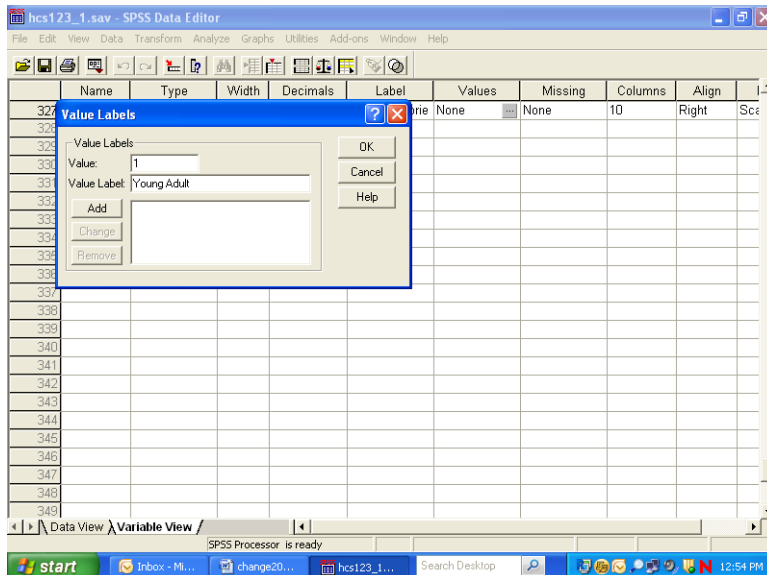 hcs123_1.sav - SPSS Data Editor
File Edit View Data Transform Analyze Graphs Utilities Add-ons Window Help
Name Type Width Decimals Label Values Missing Columns Align
327 None ... None 10 Right Sca
Value Labels
328
329 Value Labels OK
330 Value: 1
331 Value Label: Young Adult Cancel
332 Help
333 Add
334 Change
335 Remove
336
337
338
339
340
341
342
343
344
345
346
347
348
349
Data View Variable View
SPSS Processor is ready
start Inbox - Mi... change20... hcs123_1... Search Desktop 12:54 PM